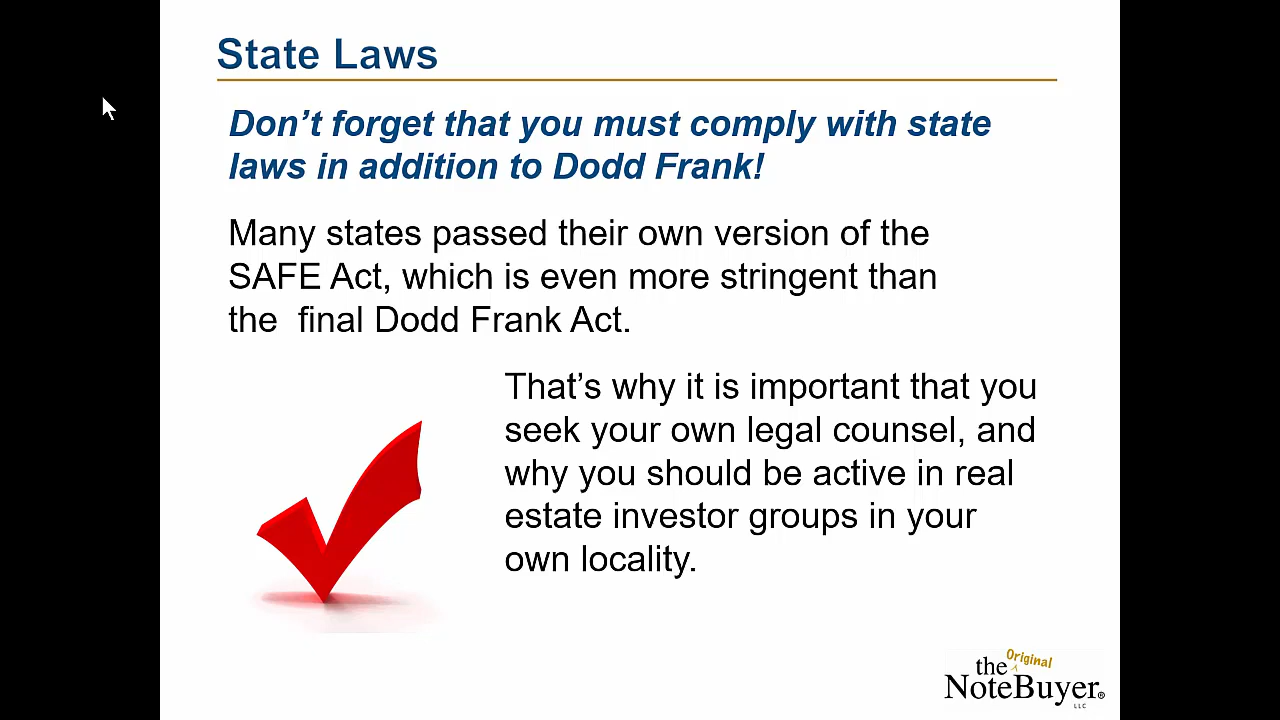 State Laws
Don’t forget that you must comply with state
laws in addition to Dodd Frank!
Many states passed their own version of the
SAFE Act, which is even more stringent than
the  final Dodd Frank Act.
That’s why it is important that you
seek your own legal counsel, and
why you should be active in real
estate investor groups in your
own locality.
the Original
NoteBuyer®
LLC